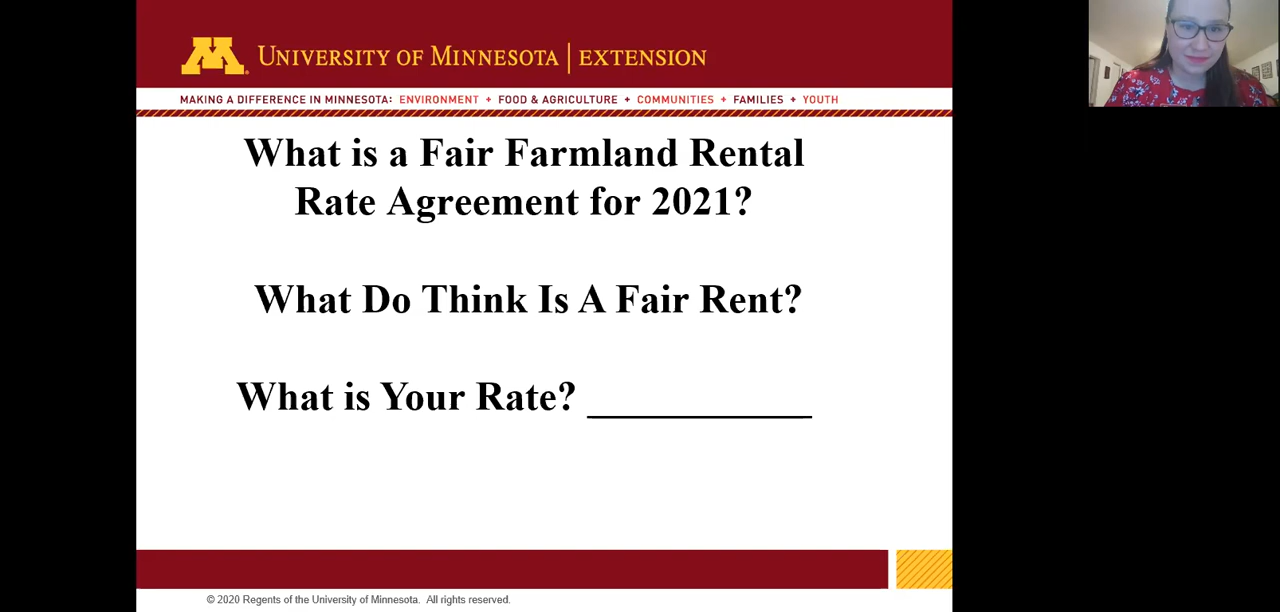 UNIVERSITY OF MINNESOTA | EXTENSION
MAKING A DIFFERENCE IN MINNESOTA: ENVIRONMENT + FOOD & AGRICULTURE + COMMUNITIES + FAMILIES + YOUTH
What is a Fair Farmland Rental
Rate Agreement for 2021?
What Do Think Is A Fair Rent?
What is Your Rate? ___________
© 2020 Regents of the University of Minnesota. All rights reserved.